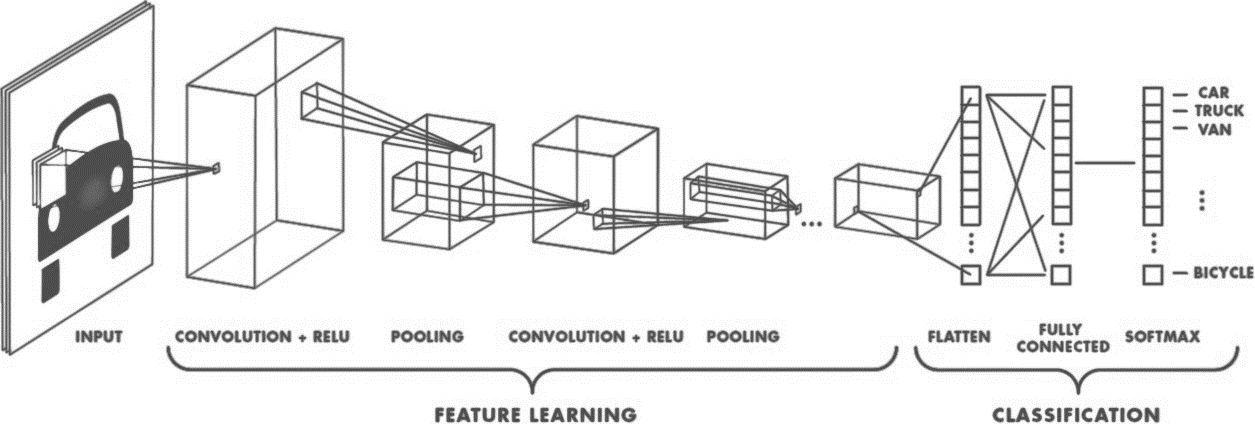 CAR
TRUCK
VAN
BICYCLE
INPUT
CONVOLUTION + RELU
POOLING
CONVOLUTION + RELU
POOLING
FLATTEN
FULLY
CONNECTED
SOFTMAX
FEATURE LEARNING
CLASSIFICATION